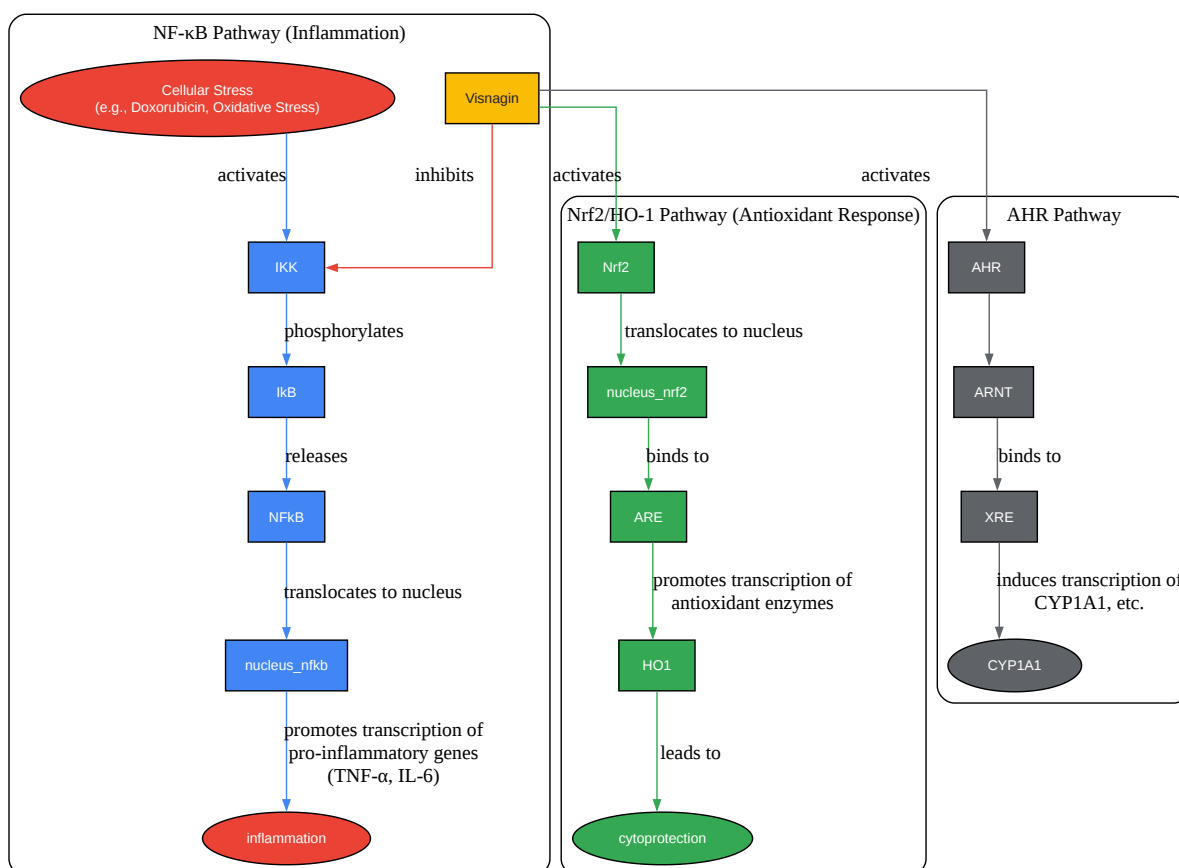 NF-κB Pathway (Inflammation)
Cellular Stress
(e.g., Doxorubicin, Oxidative Stress)
Visnagin
activates
inhibits
activates
activates
Nrf2/HO-1 Pathway (Antioxidant Response)
AHR Pathway
IKK
Nrf2
AHR
phosphorylates
translocates to nucleus
IkB
nucleus_nrf2
ARNT
releases
binds to
binds to
NFkB
ARE
XRE
translocates to nucleus
promotes transcription of
antioxidant enzymes
induces transcription of
CYP1A1, etc.
nucleus_nfkb
HO1
CYP1A1
promotes transcription of
pro-inflammatory genes
(TNF-α, IL-6)
leads to
inflammation
cytoprotection